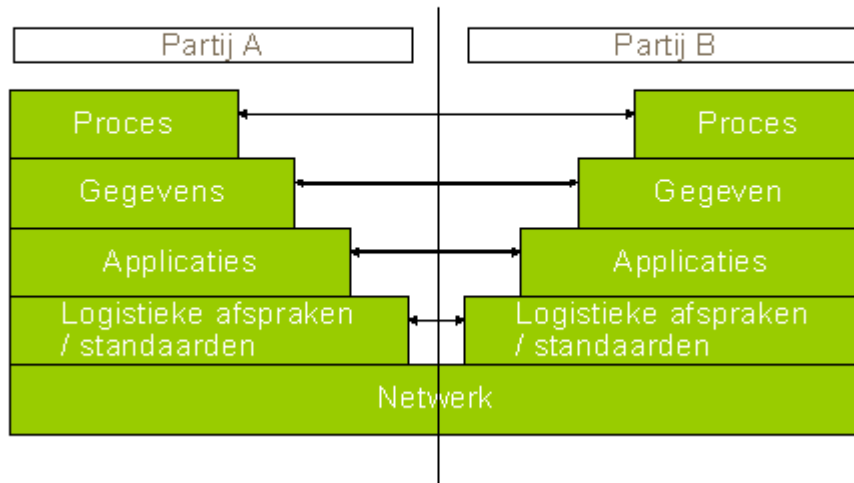 Partij A
Partij B
Proces
Proces
Gegevens
Gegeven
Applicaties
Applicaties
Logistieke afspraken
/ standaarden
Logistieke afspraken
/ standaarden
Netwerk